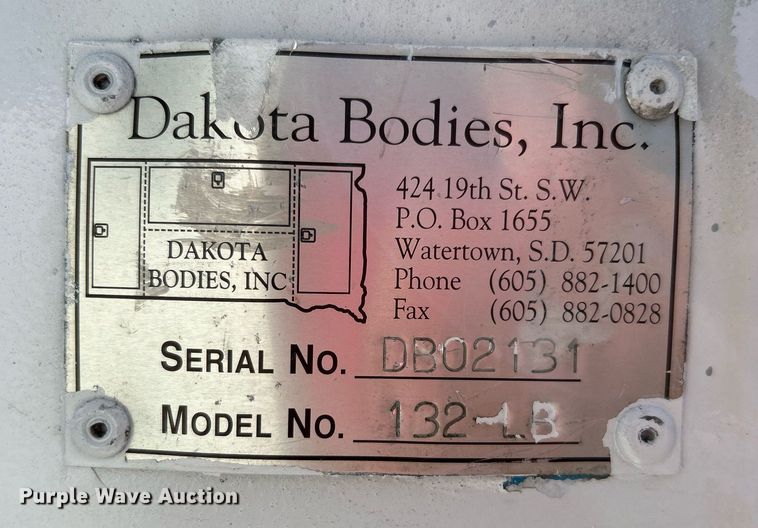 Dakota Bodies, Inc.
DAKOTA
BODIES, INC
424 19th St. S.W.
P.O. Box 1655
Watertown, S.D. 57201
Phone (605) 882-1400
Fax (605) 882-0828
SERIAL NO. DB02131
MODEL NO. 132-LB
Purple Wave Auction